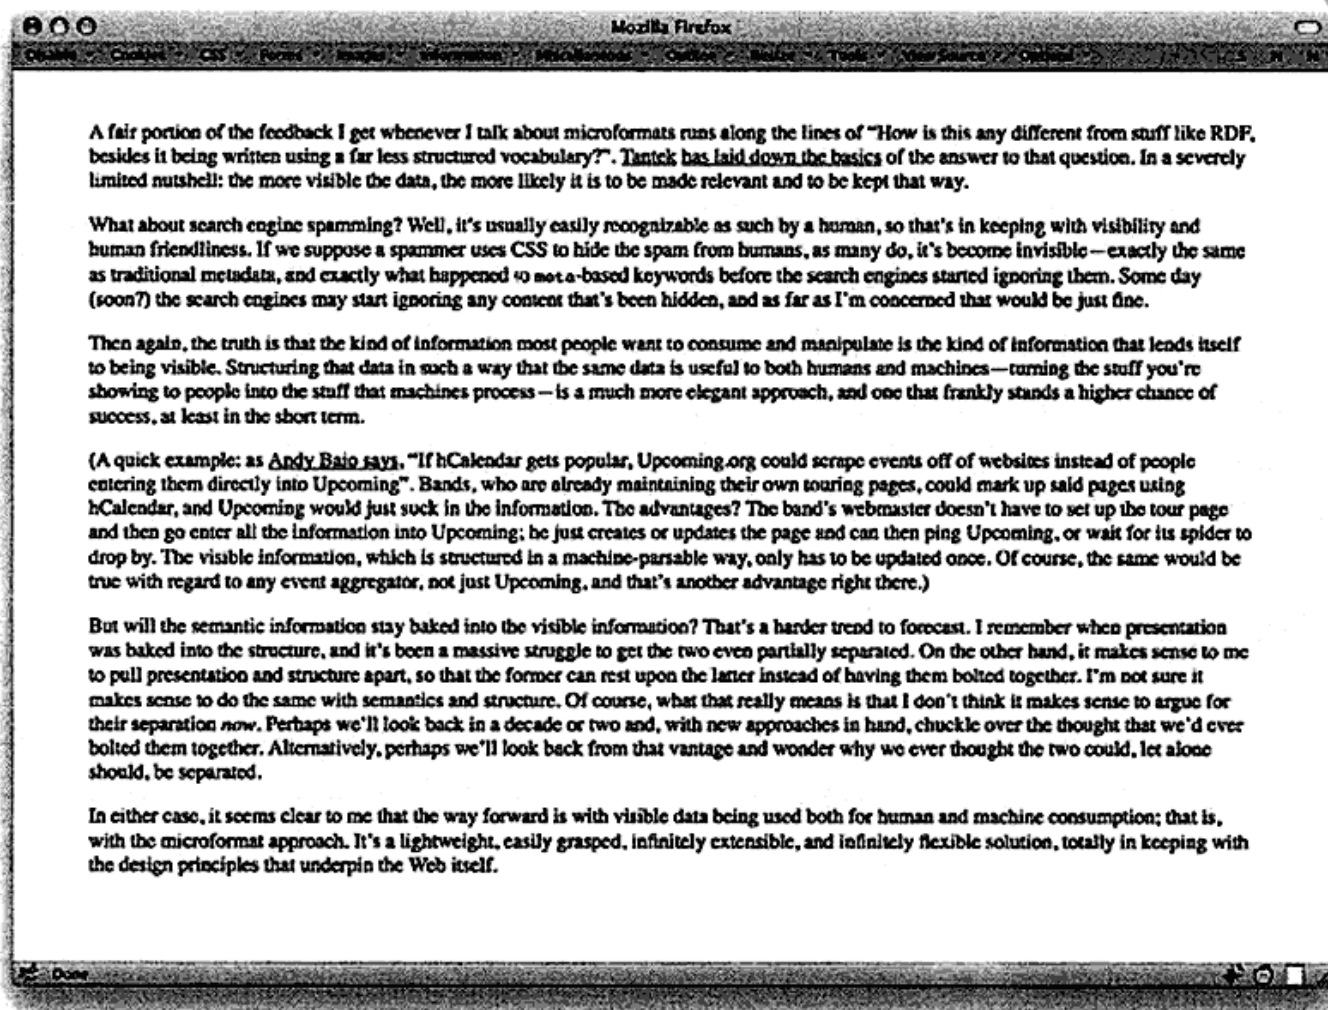 Mozilla Firefox
CSS Forms Images Information Miscellaneous Outline Resize Tools View Source Options
A fair portion of the feedback I get whenever I talk about microformats runs along the lines of “How is this any different from stuff like RDF,
besides it being written using a far less structured vocabulary?”. Tantek has laid down the basics of the answer to that question. In a severely
limited nutshell: the more visible the data, the more likely it is to be made relevant and to be kept that way.
What about search engine spamming? Well, it's usually easily recognizable as such by a human, so that's in keeping with visibility and
human friendliness. If we suppose a spammer uses CSS to hide the spam from humans, as many do, it's become invisible—exactly the same
as traditional metadata, and exactly what happened to meta-based keywords before the search engines started ignoring them. Some day
(soon?) the search engines may start ignoring any content that's been hidden, and as far as I'm concerned that would be just fine.
Then again, the truth is that the kind of information most people want to consume and manipulate is the kind of information that lends itself
to being visible. Structuring that data in such a way that the same data is useful to both humans and machines—turning the stuff you're
showing to people into the stuff that machines process—is a much more elegant approach, and one that frankly stands a higher chance of
success, at least in the short term.
(A quick example: as Andy Baio says, “If hCalendar gets popular, Upcoming.org could scrape events off of websites instead of people
entering them directly into Upcoming”. Bands, who are already maintaining their own touring pages, could mark up said pages using
hCalendar, and Upcoming would just suck in the information. The advantages? The band's webmaster doesn't have to set up the tour page
and then go enter all the information into Upcoming; he just creates or updates the page and can then ping Upcoming, or wait for its spider to
drop by. The visible information, which is structured in a machine-parsable way, only has to be updated once. Of course, the same would be
true with regard to any event aggregator, not just Upcoming, and that's another advantage right there.)
But will the semantic information stay baked into the visible information? That's a harder trend to forecast. I remember when presentation
was baked into the structure, and it's been a massive struggle to get the two even partially separated. On the other hand, it makes sense to me
to pull presentation and structure apart, so that the former can rest upon the latter instead of having them bolted together. I'm not sure it
makes sense to do the same with semantics and structure. Of course, what that really means is that I don't think it makes sense to argue for
their separation now. Perhaps we'll look back in a decade or two and, with new approaches in hand, chuckle over the thought that we'd ever
bolted them together. Alternatively, perhaps we'll look back from that vantage and wonder why we ever thought the two could, let alone
should, be separated.
In either case, it seems clear to me that the way forward is with visible data being used both for human and machine consumption; that is,
with the microformat approach. It's a lightweight, easily grasped, infinitely extensible, and infinitely flexible solution, totally in keeping with
the design principles that underpin the Web itself.
Done